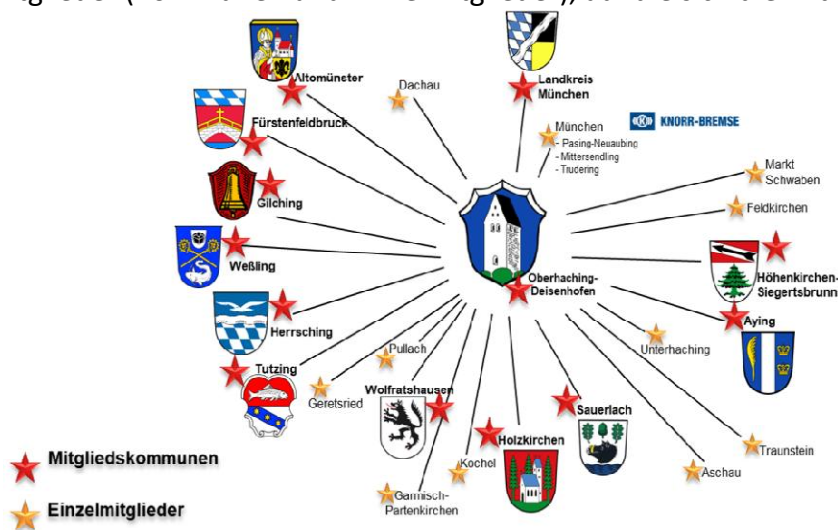 Altomünster
Dachau
Landkreis
München
Fürstenfeldbruck
München
- Pasing-Neuaubing
- Mittersendling
- Trudering
KNORR-BREMSE
Markt
Schwaben
Gilching
Feldkirchen
Weßling
Höhenkirchen-
Siegertsbrunn
Oberhaching-
Deisenhofen
Herrsching
Aying
Pullach
Unterhaching
Tutzing
Geretsried
Wolfratshausen
Sauerlach
Holzkirchen
Traunstein
Mitgliedskommunen
Kochel
Aschau
Garmisch-
Partenkirchen
Einzelmitglieder